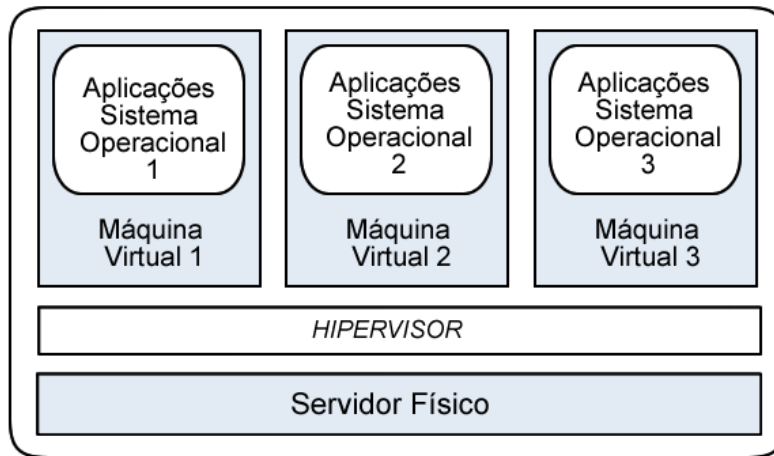 Aplicações
Sistema
Operacional
1
Máquina
Virtual 1
Aplicações
Sistema
Operacional
2
Máquina
Virtual 2
Aplicações
Sistema
Operacional
3
Máquina
Virtual 3
HIPERVISOR
Servidor Físico